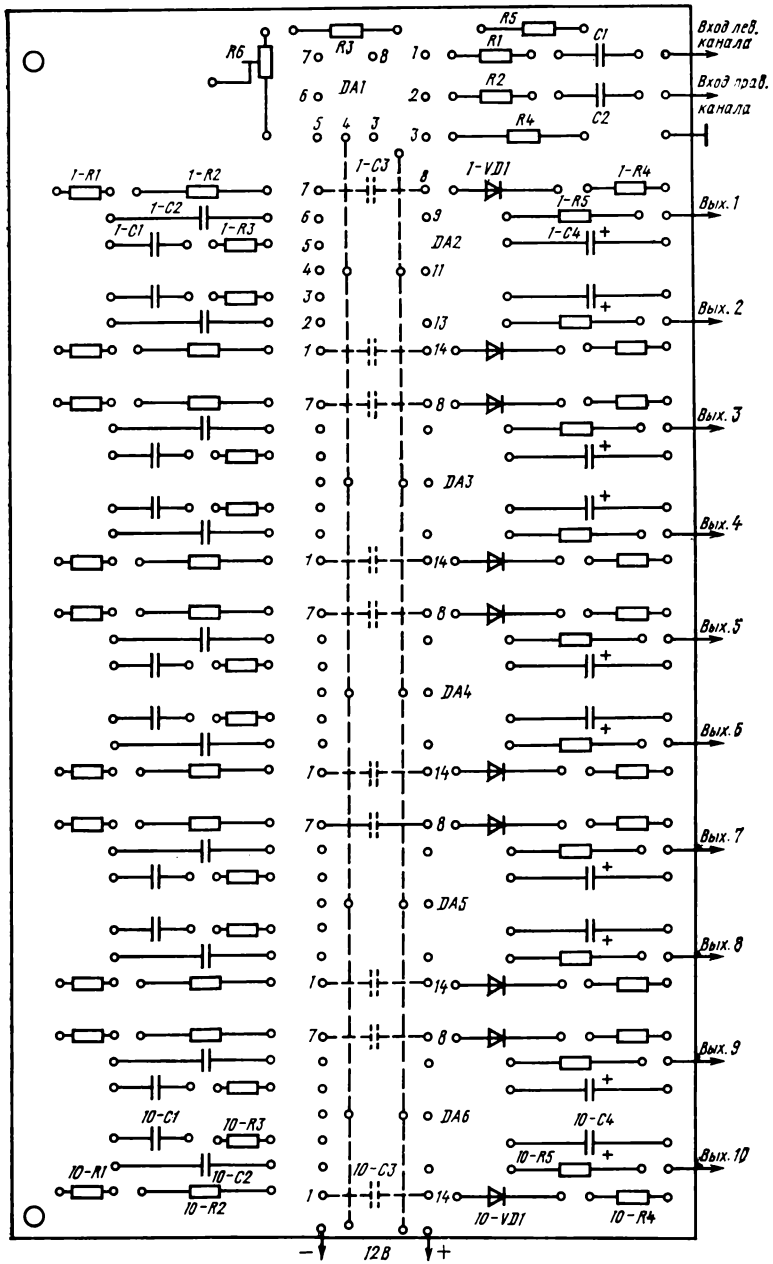 R5
Вход лев.
канала
R3
R1
C1
R6
7
8
1
DA1
R2
Вход прав.
канала
6
2
C2
5
4
3
3
R4
1-C3
1-R1
1-R2
7
8
1-VD1
1-R4
1-C2
6
9
1-R5
Вых. 1
1-C1
1-R3
5
DA2
1-C4
+
4
11
3
+
2
13
Вых. 2
1
14
7
8
Вых. 3
+
DA3
+
Вых. 4
1
14
7
8
Вых. 5
+
DA4
+
Вых. 6
1
14
7
8
Вых. 7
+
DA5
+
Вых. 8
1
14
7
8
Вых. 9
+
10-C1
DA6
10-C4
10-R3
+
10-R1
10-C2
10-C3
10-R5
Вых. 10
10-R2
1
14
10-VD1
10-R4
− 12В +